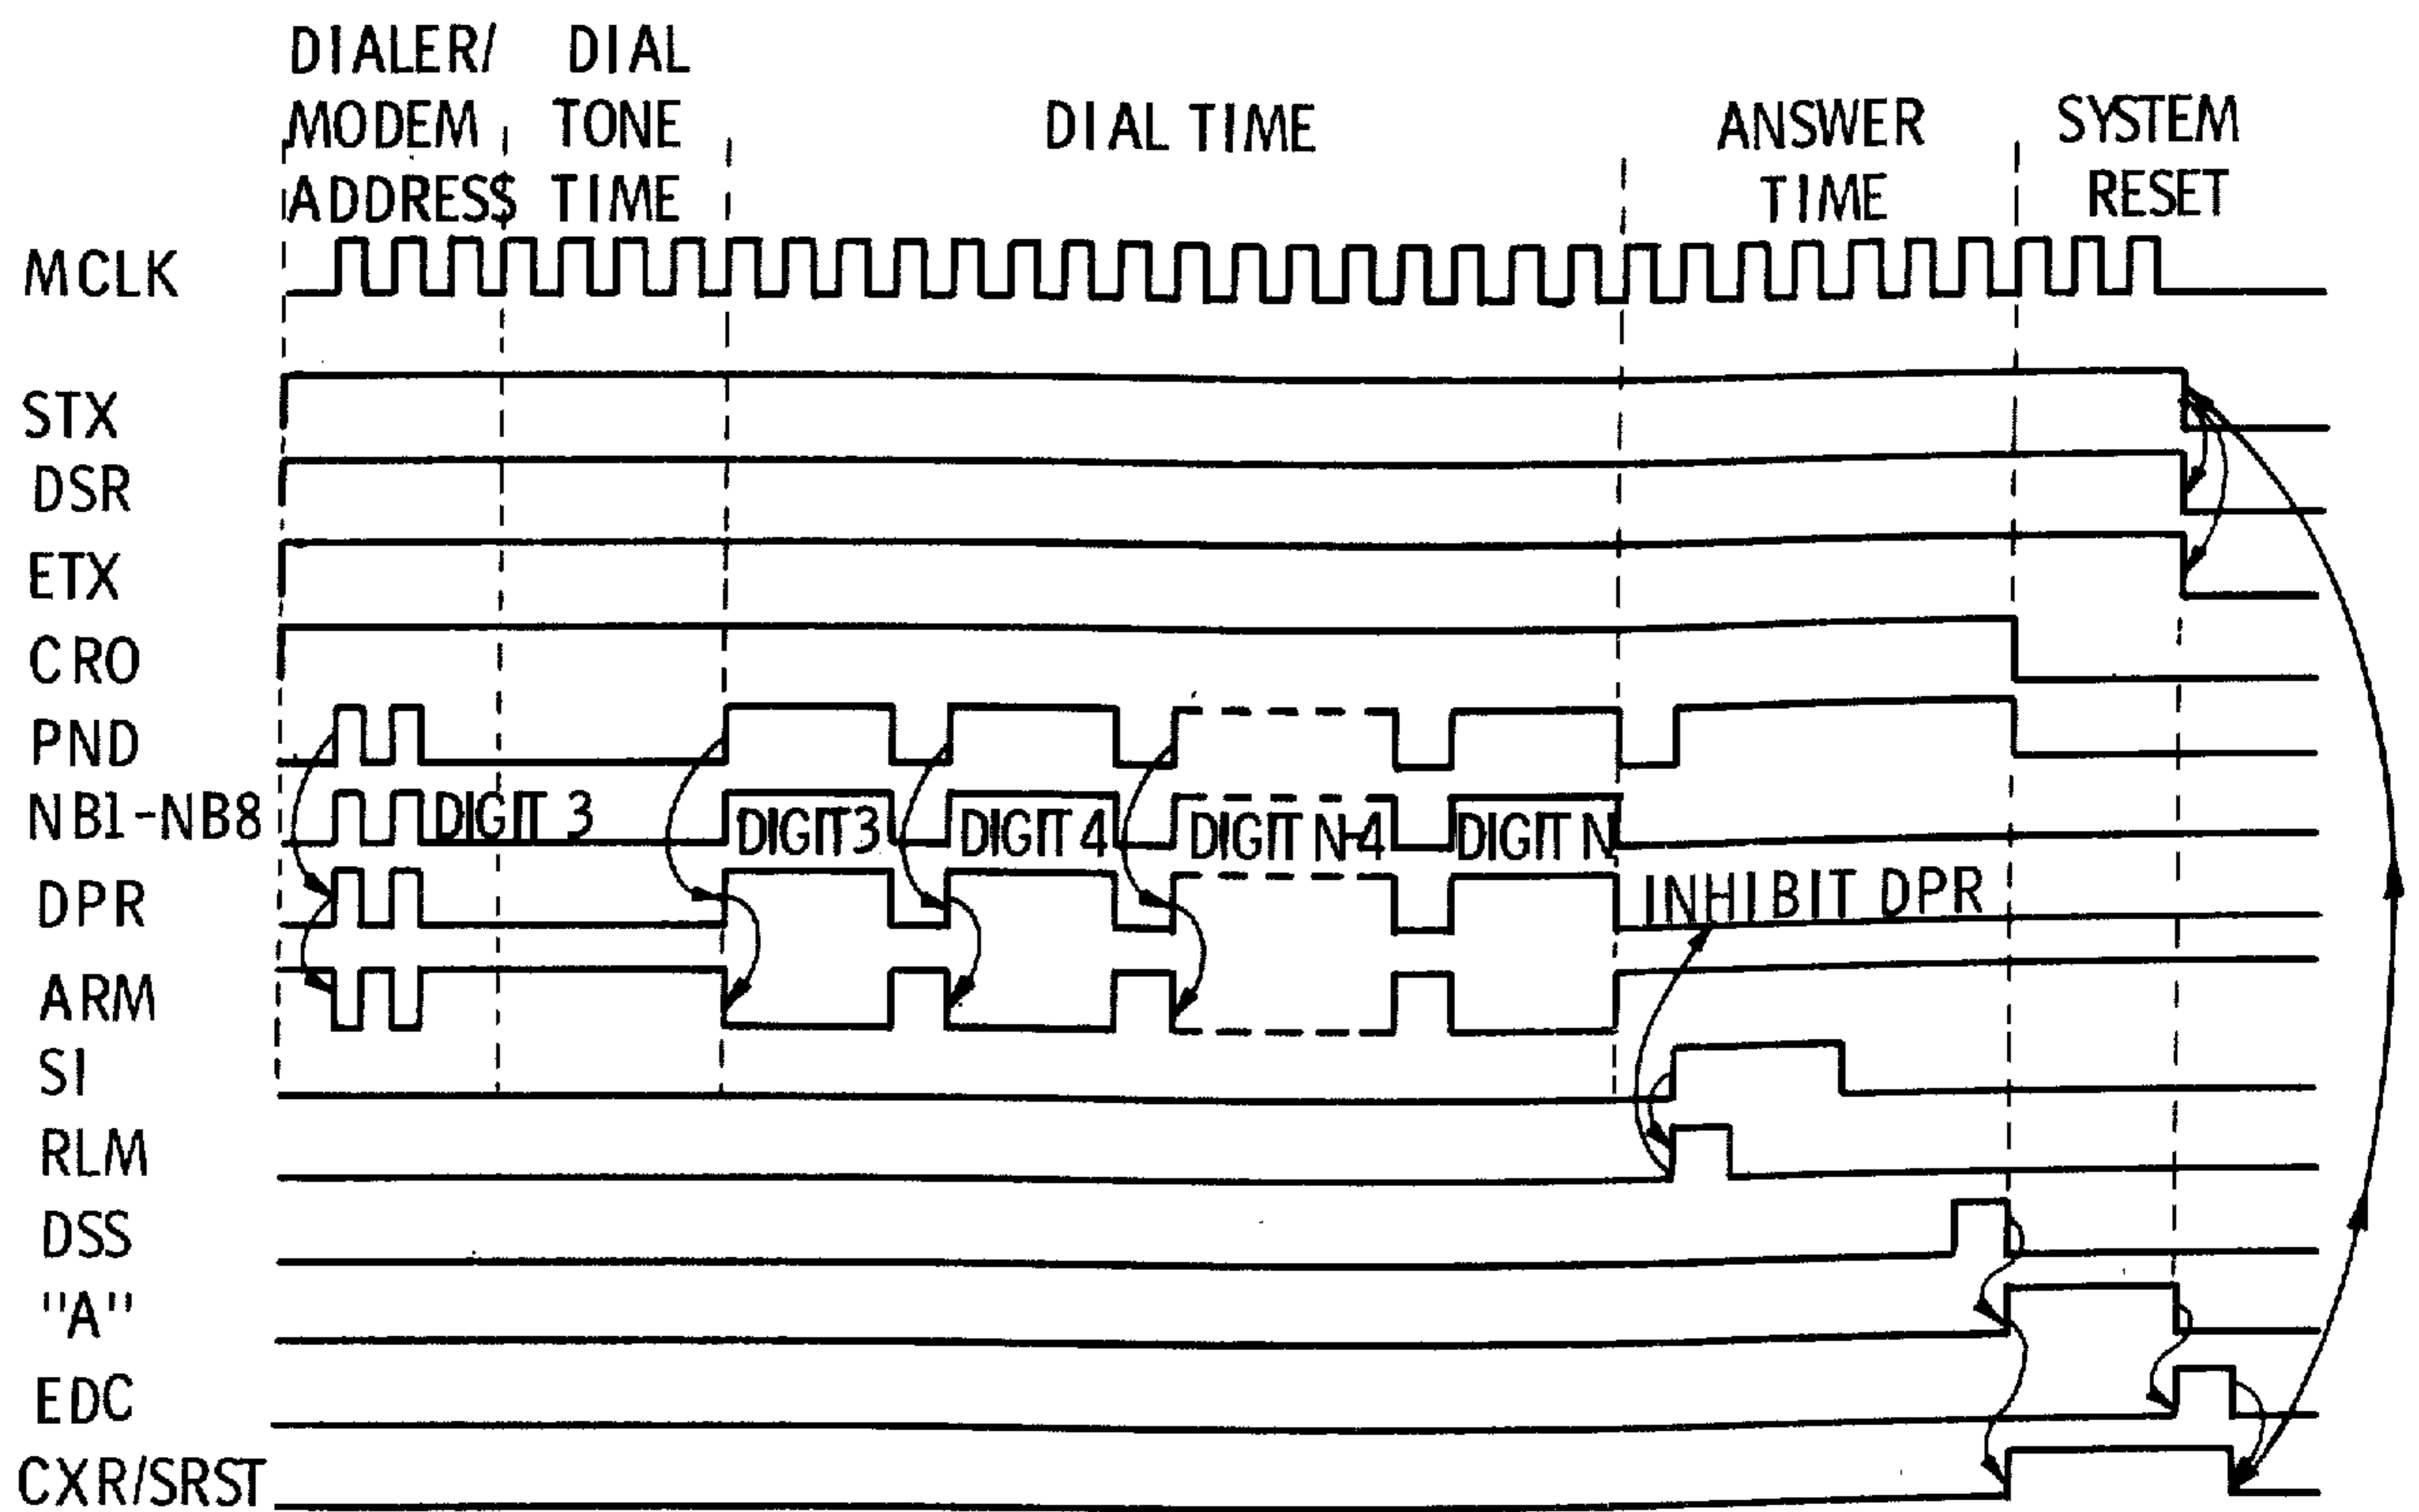 DIALER/
MODEM
ADDRESS
DIAL
TONE
TIME
DIAL TIME
ANSWER
TIME
SYSTEM
RESET
MCLK
STX
DSR
ETX
CRO
PND
NB1-NB8
DIGIT 3
DIGIT3
DIGIT 4
DIGIT N-4
DIGIT N
DPR
INHIBIT DPR
ARM
SI
RLM
DSS
"A"
EDC
CXR/SRST